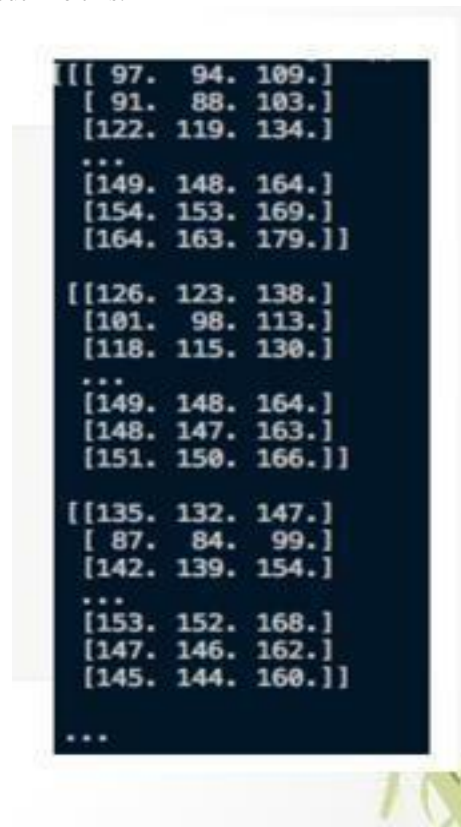 [[[ 97. 94. 109.]
[ 91. 88. 103.]
[122. 119. 134.]
...
[149. 148. 164.]
[154. 153. 169.]
[164. 163. 179.]]
[[126. 123. 138.]
[101. 98. 113.]
[118. 115. 130.]
...
[149. 148. 164.]
[148. 147. 163.]
[151. 150. 166.]]
[[135. 132. 147.]
[ 87. 84. 99.]
[142. 139. 154.]
...
[153. 152. 168.]
[147. 146. 162.]
[145. 144. 160.]]
...